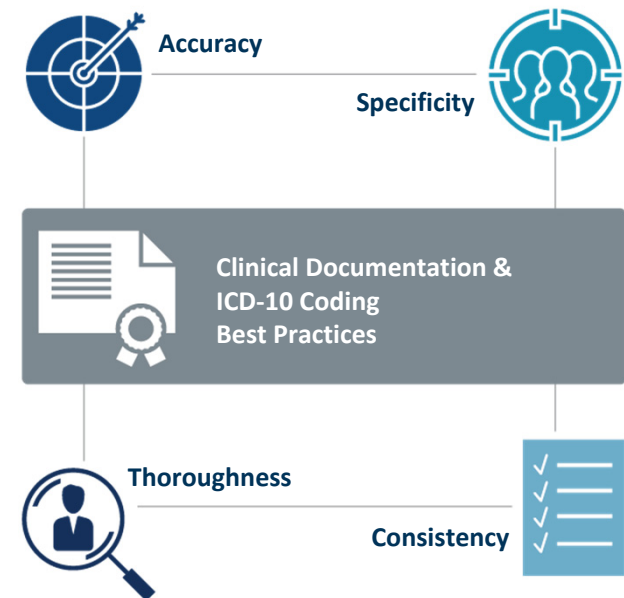 Accuracy
Specificity
Clinical Documentation &
ICD-10 Coding
Best Practices
Thoroughness
Consistency